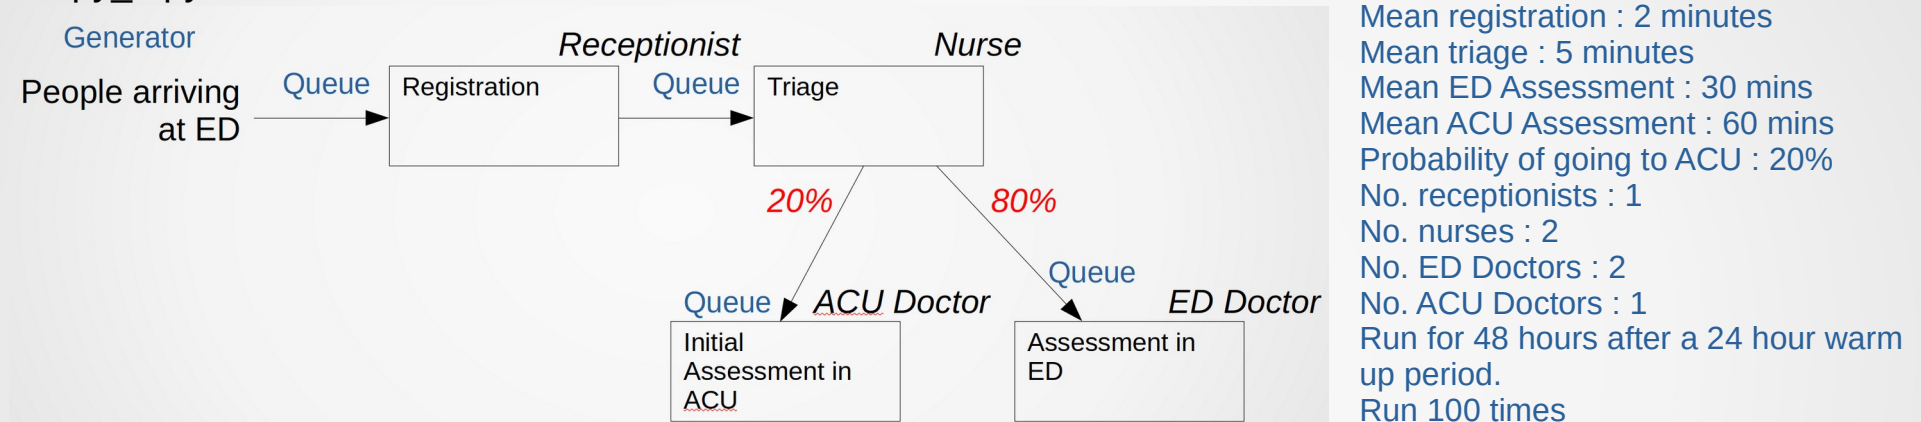 Generator
People arriving
at ED
Queue
Receptionist
Registration
Queue
Nurse
Triage
20%
80%
Queue
ACU Doctor
Initial
Assessment in
ACU
Queue
ED Doctor
Assessment in
ED
Mean registration : 2 minutes
Mean triage : 5 minutes
Mean ED Assessment : 30 mins
Mean ACU Assessment : 60 mins
Probability of going to ACU : 20%
No. receptionists : 1
No. nurses : 2
No. ED Doctors : 2
No. ACU Doctors : 1
Run for 48 hours after a 24 hour warm
up period.
Run 100 times